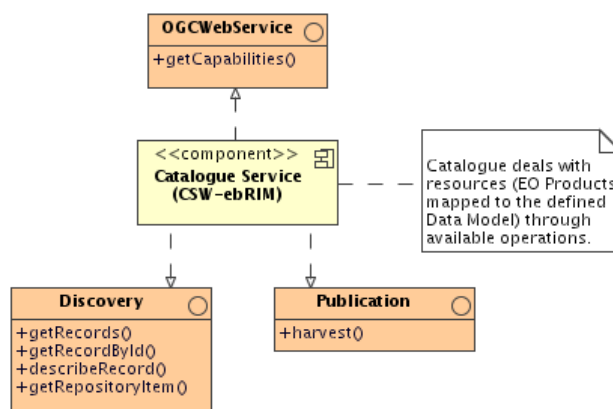 OGCWebService
+getCapabilities()
<<component>>
Catalogue Service
(CSW-ebRIM)
Catalogue deals with
resources (EO Products
mapped to the defined
Data Model) through
available operations.
Discovery
+getRecords()
+getRecordById()
+describeRecord()
+getRepositoryItem()
Publication
+harvest()